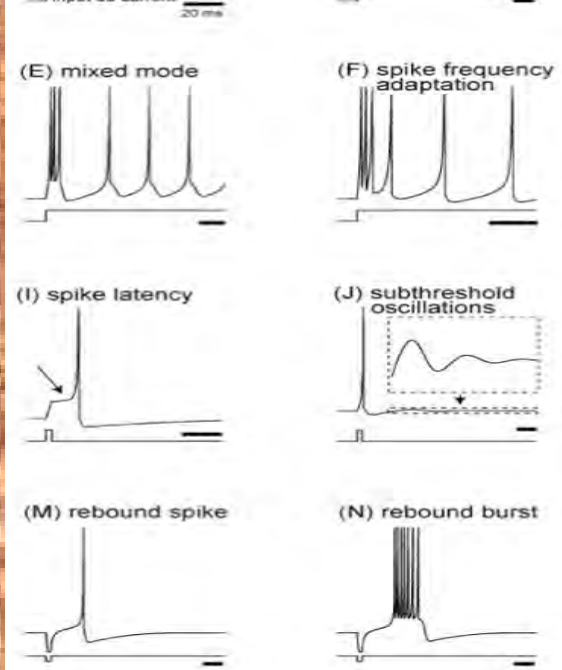 20 ms
(E) mixed mode
(F) spike frequency
adaptation
(I) spike latency
(J) subthreshold
oscillations
(M) rebound spike
(N) rebound burst